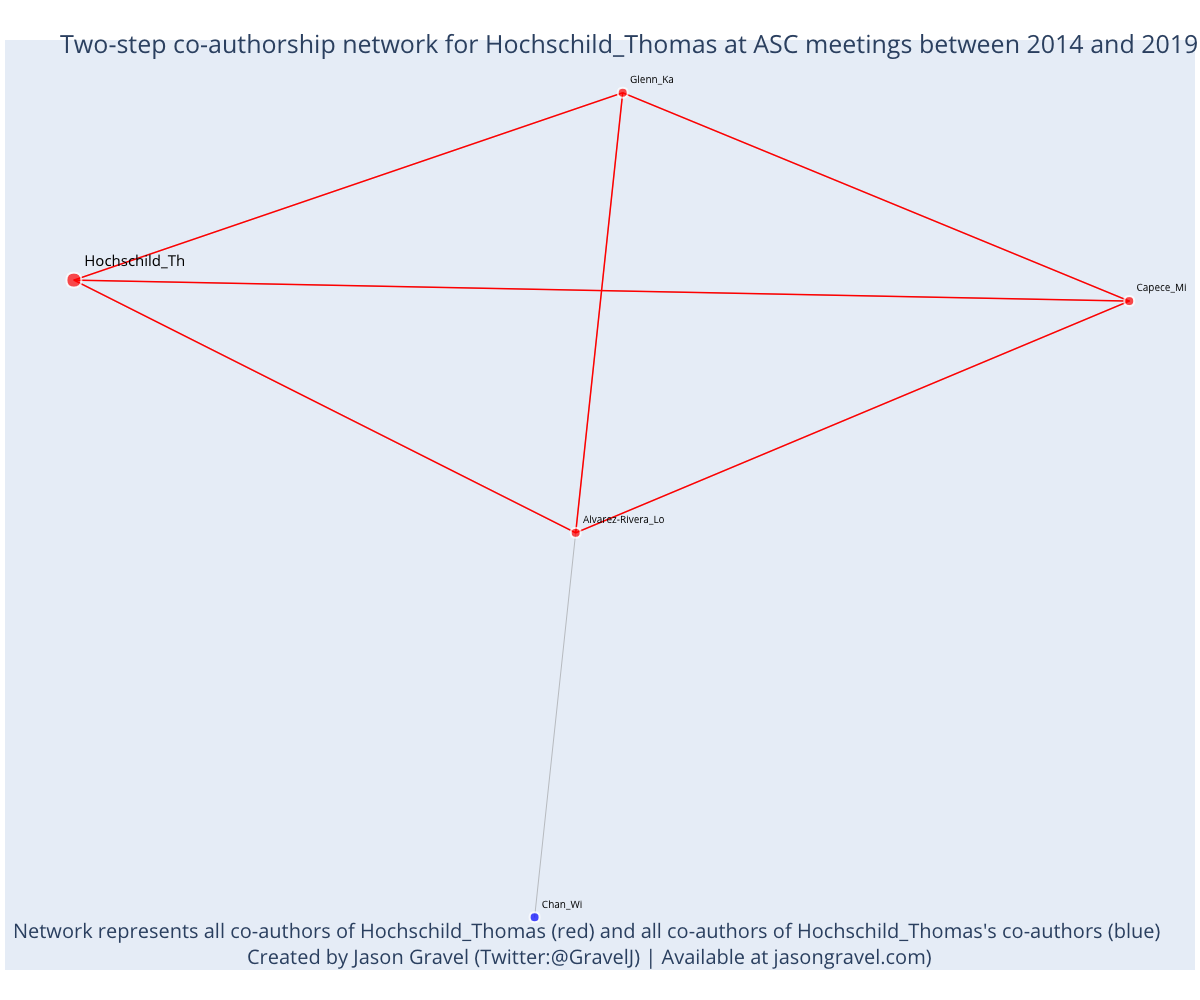 Two-step co-authorship network for Hochschild_Thomas at ASC meetings between 2014 and 2019
Glenn_Ka
Hochschild_Th
Capece_Mi
Alvarez-Rivera_Lo
Chan_Wi
Network represents all co-authors of Hochschild_Thomas (red) and all co-authors of Hochschild_Thomas's co-authors (blue)
Created by Jason Gravel (Twitter:@GravelJ) | Available at jasongravel.com)